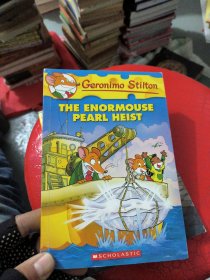 Geronimo Stilton
THE ENORMOUSE
PEARL HEIST
SCHOLASTIC